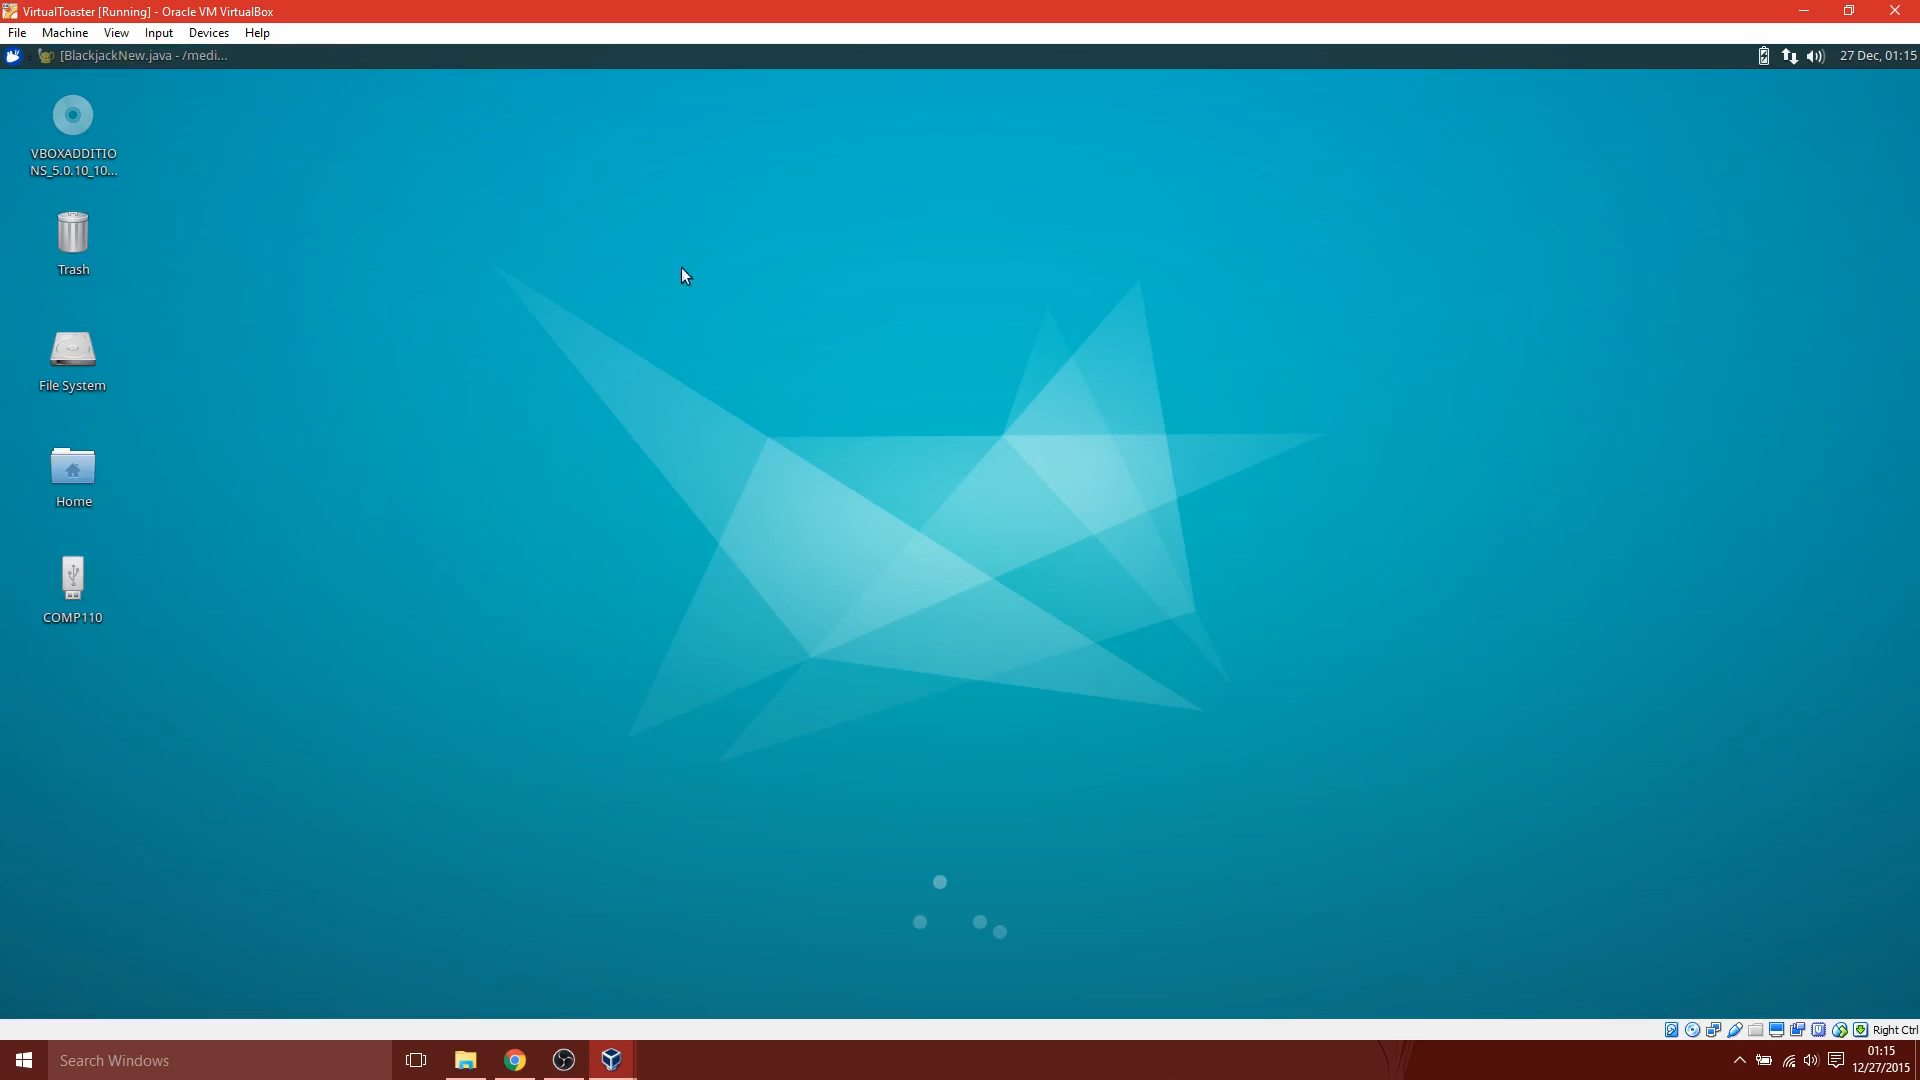 VirtualToaster [Running] - Oracle VM VirtualBox
File Machine View Input Devices Help
[BlackjackNew.java - /medi...
27 Dec, 01:15
VBOXADDITIO
NS_5.0.10_10...
Trash
File System
Home
COMP110
Right Ctrl
Search Windows
01:15
12/27/2015